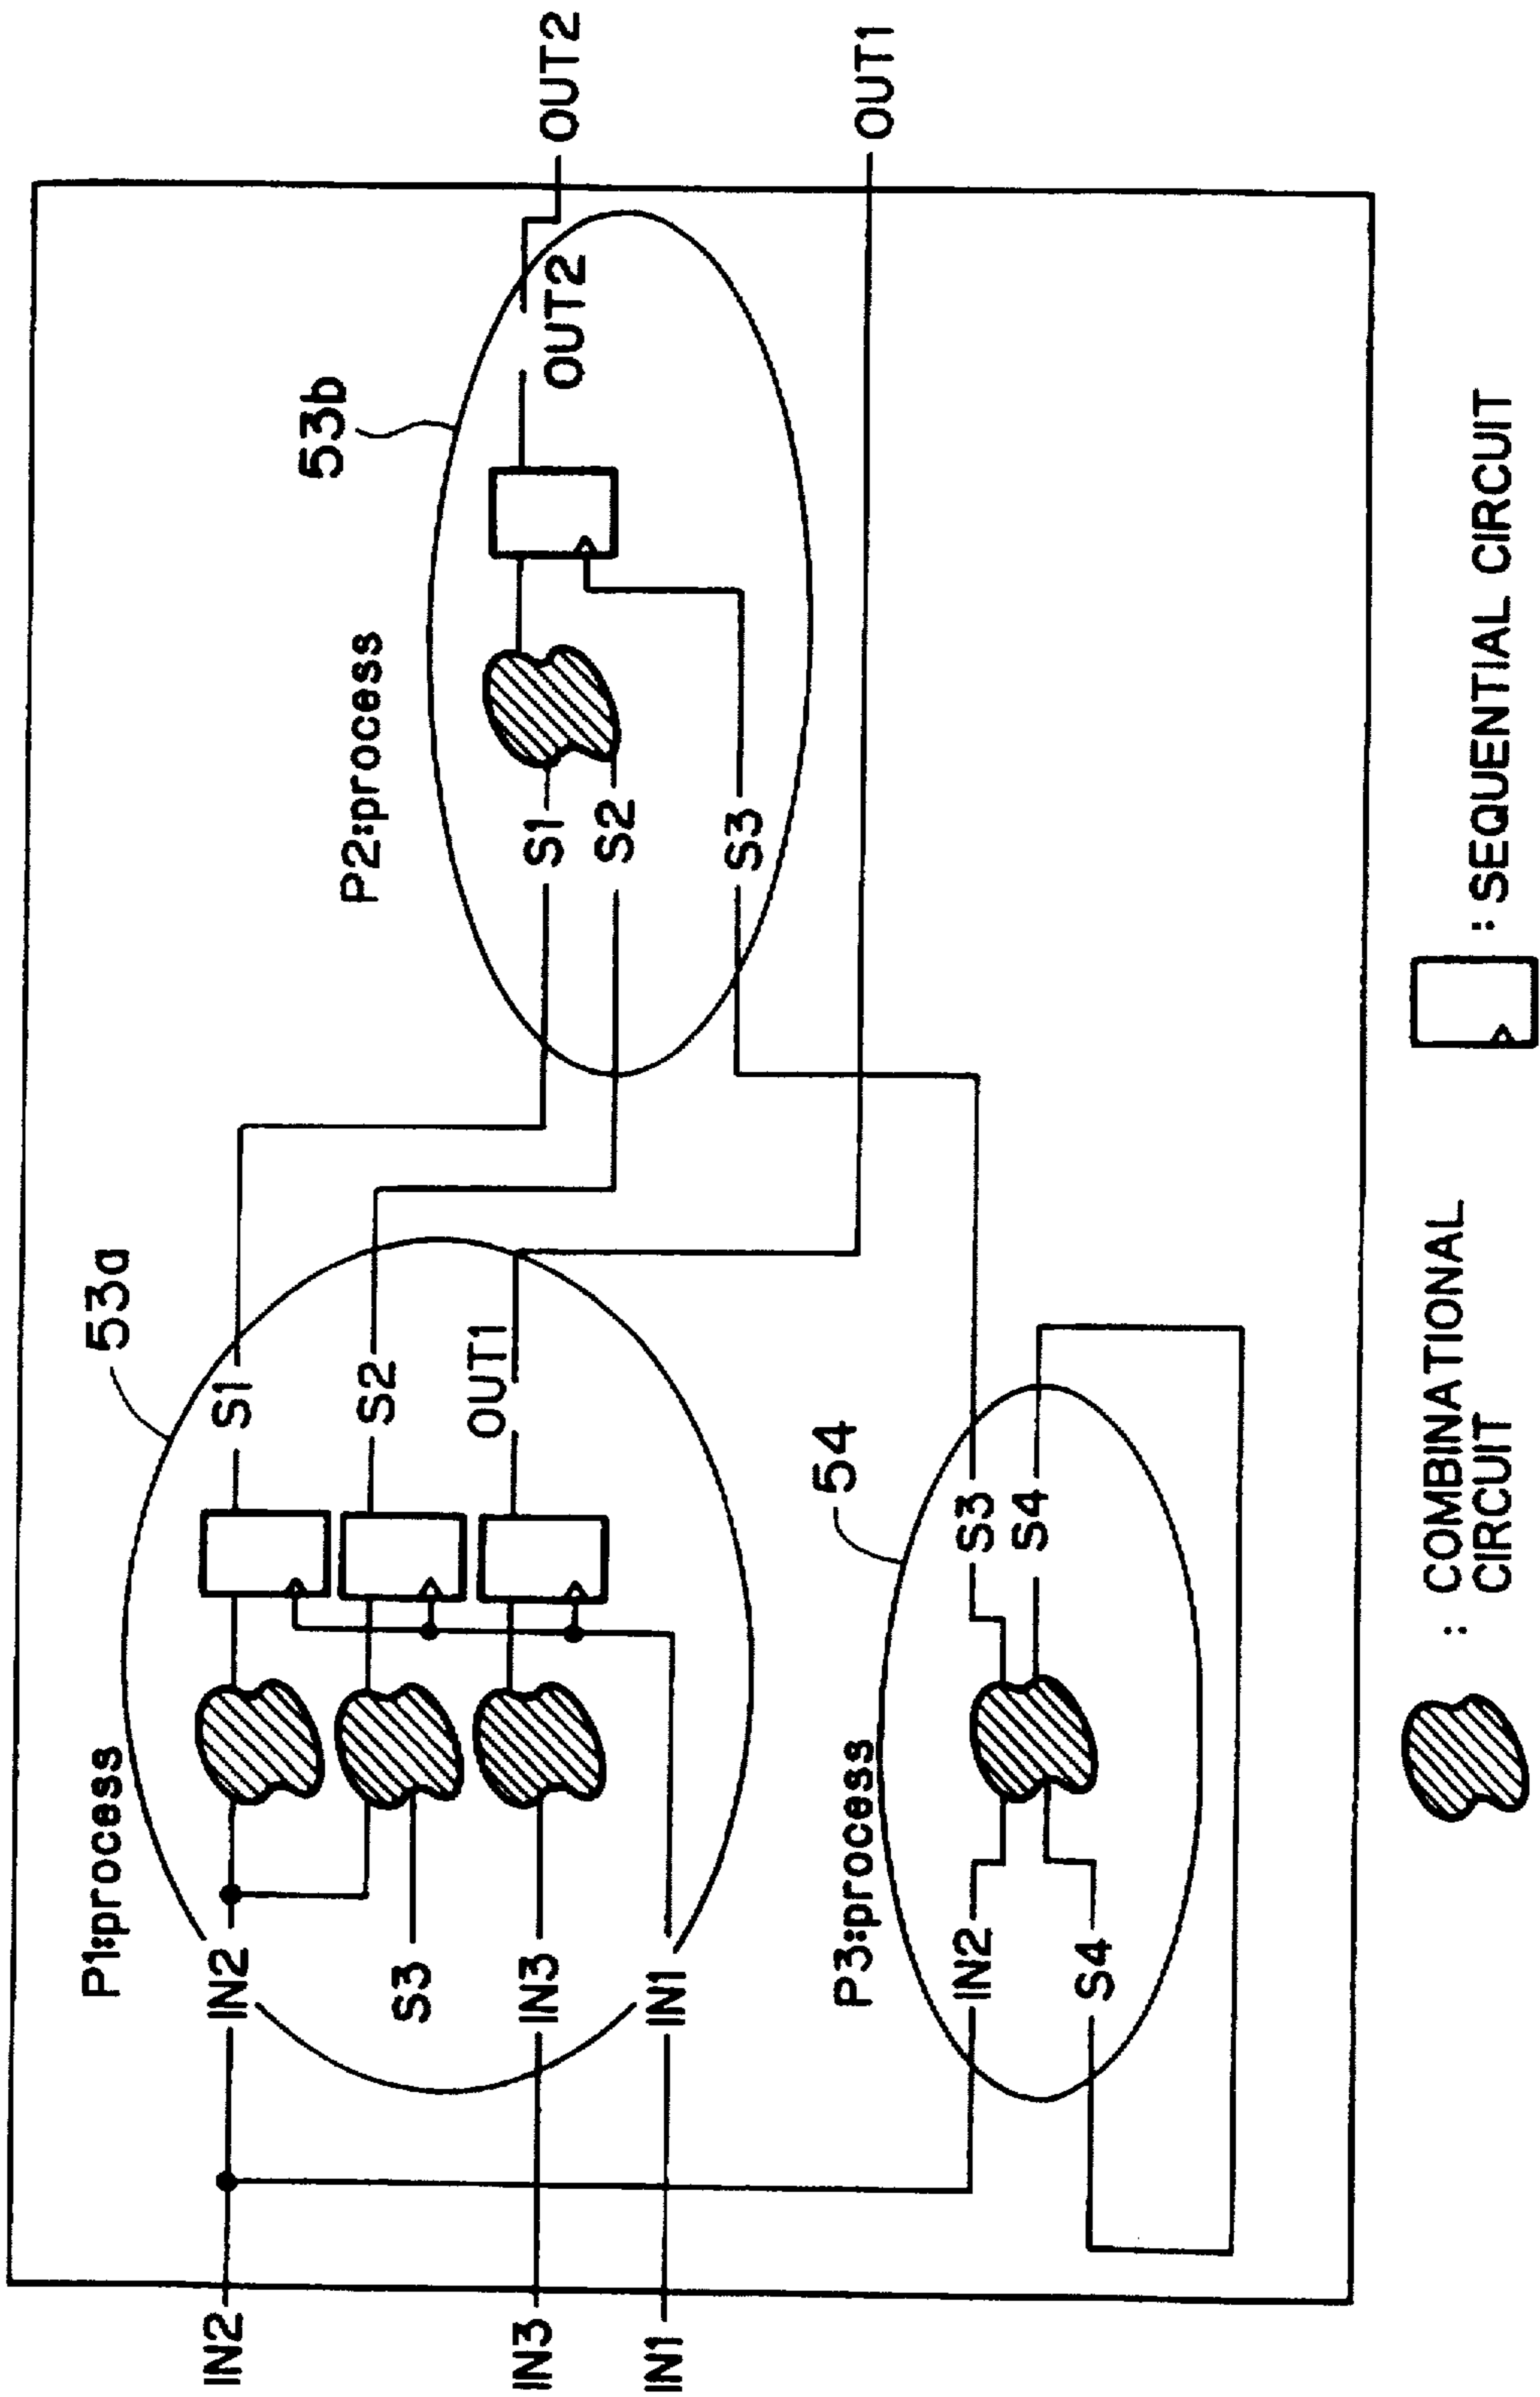 IN2
IN3
IN1
P1:process
53a
IN2
S3
IN3
IN1
S1
S2
OUT1
P2:process
53b
S1
S2
S3
OUT2
OUT2
OUT1
P3:process
54
IN2
S4
S3
S4
: COMBINATIONAL
CIRCUIT
: SEQUENTIAL CIRCUIT